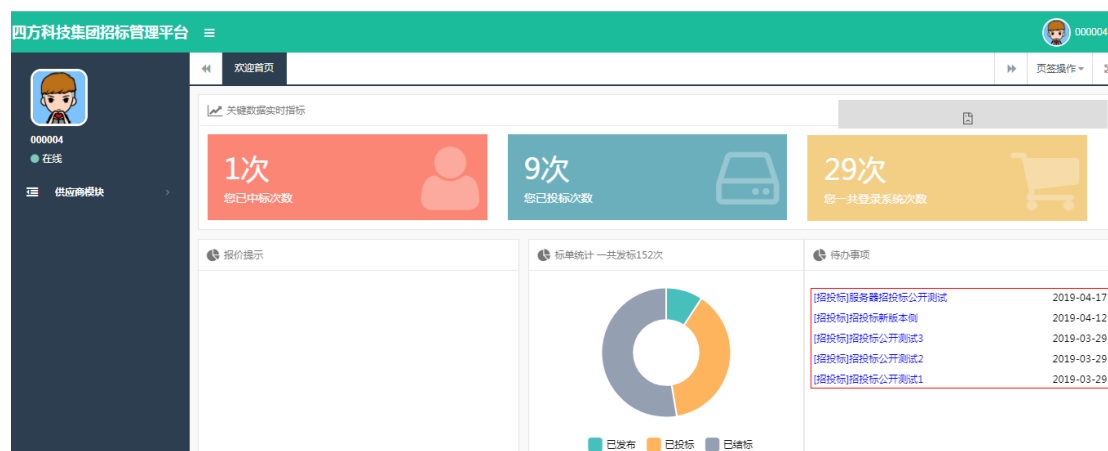 四方科技集团招标管理平台
000004
欢迎首页
页签操作
000004
在线
供应商模块
关键数据实时指标
1次
您已中标次数
9次
您已投标次数
29次
您一共登录系统次数
报价提示
标单统计 一共发标152次
待办事项
[招投标]服务器招投标公开测试 2019-04-17
[招投标]招投标新版本侧 2019-04-12
[招投标]招投标公开测试3 2019-03-29
[招投标]招投标公开测试2 2019-03-29
[招投标]招投标公开测试1 2019-03-29
已发布 已投标 已结标